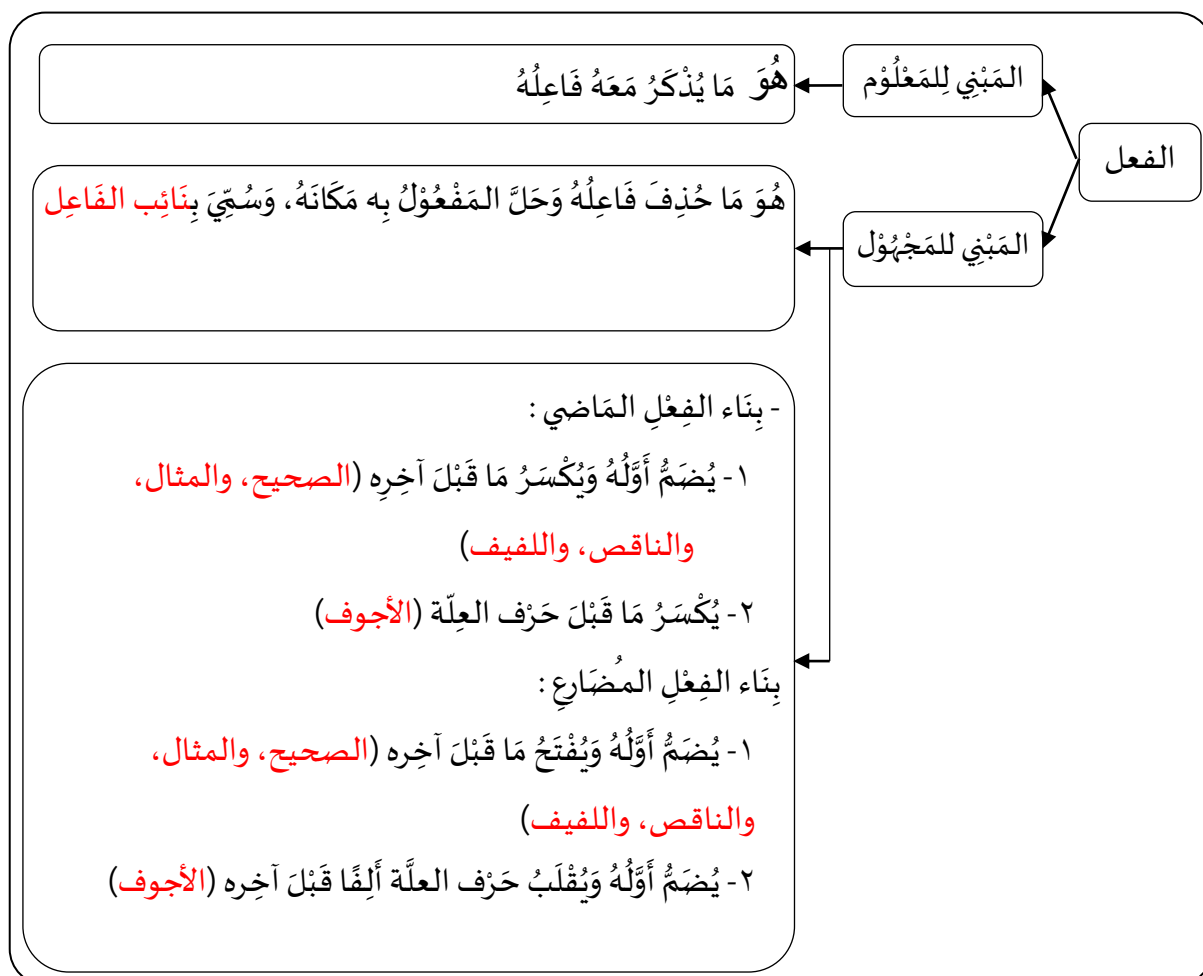 الفعل
المَبْنِي لِلمَعْلُوْم
هُوَ مَا يُذْكَرُ مَعَهُ فَاعِلُهُ
المَبْنِي للمَجْهُوْل
هُوَ مَا حُذِفَ فَاعِلُهُ وَحَلَّ المَفْعُوْلُ بِه مَكَانَهُ، وَسُمِّيَ بِنَائِب الفَاعِل
- بِنَاء الفِعْلِ المَاضي :
١- يُضَمُّ أَوَّلُهُ وَيُكْسَرُ مَا قَبْلَ آخِرِه (الصحيح، والمثال،
والناقص، واللفيف)
٢- يُكْسَرُ مَا قَبْلَ حَرْف العِلّة (الأجوف)
بِنَاء الفِعْلِ المُضَارِعِ :
١- يُضَمُّ أَوَّلُهُ وَيُفْتَحُ مَا قَبْلَ آخِره (الصحيح، والمثال،
والناقص، واللفيف)
٢- يُضَمُّ أَوَّلُهُ وَيُقْلَبُ حَرْف العلَّة أَلِفًا قَبْلَ آخِره (الأجوف)